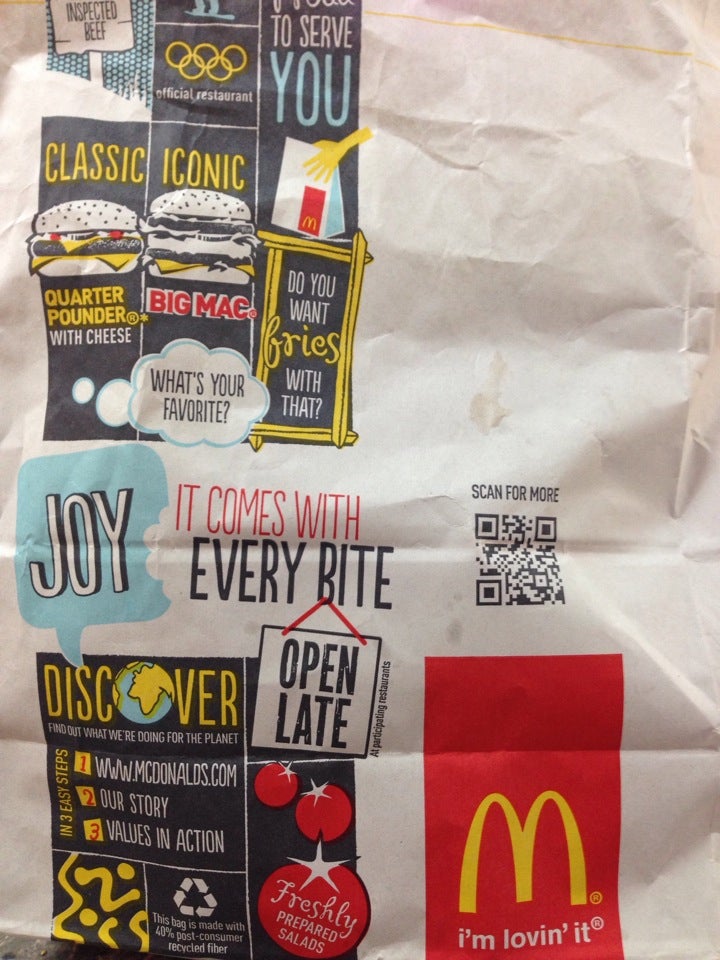 INSPECTED
BEEF
official restaurant
TO SERVE
YOU
CLASSIC
ICONIC
QUARTER
POUNDER®*
WITH CHEESE
BIG MAC®
DO YOU
WANT
fries
WITH
THAT?
WHAT'S YOUR
FAVORITE?
JOY
IT COMES WITH
EVERY BITE
SCAN FOR MORE
OPEN
LATE
At participating restaurants
DISCOVER
FIND OUT WHAT WE'RE DOING FOR THE PLANET
IN 3 EASY STEPS
1 WWW.MCDONALDS.COM
2 OUR STORY
3 VALUES IN ACTION
This bag is made with
40% post-consumer
recycled fiber
Freshly
PREPARED
SALADS
i'm lovin' it®